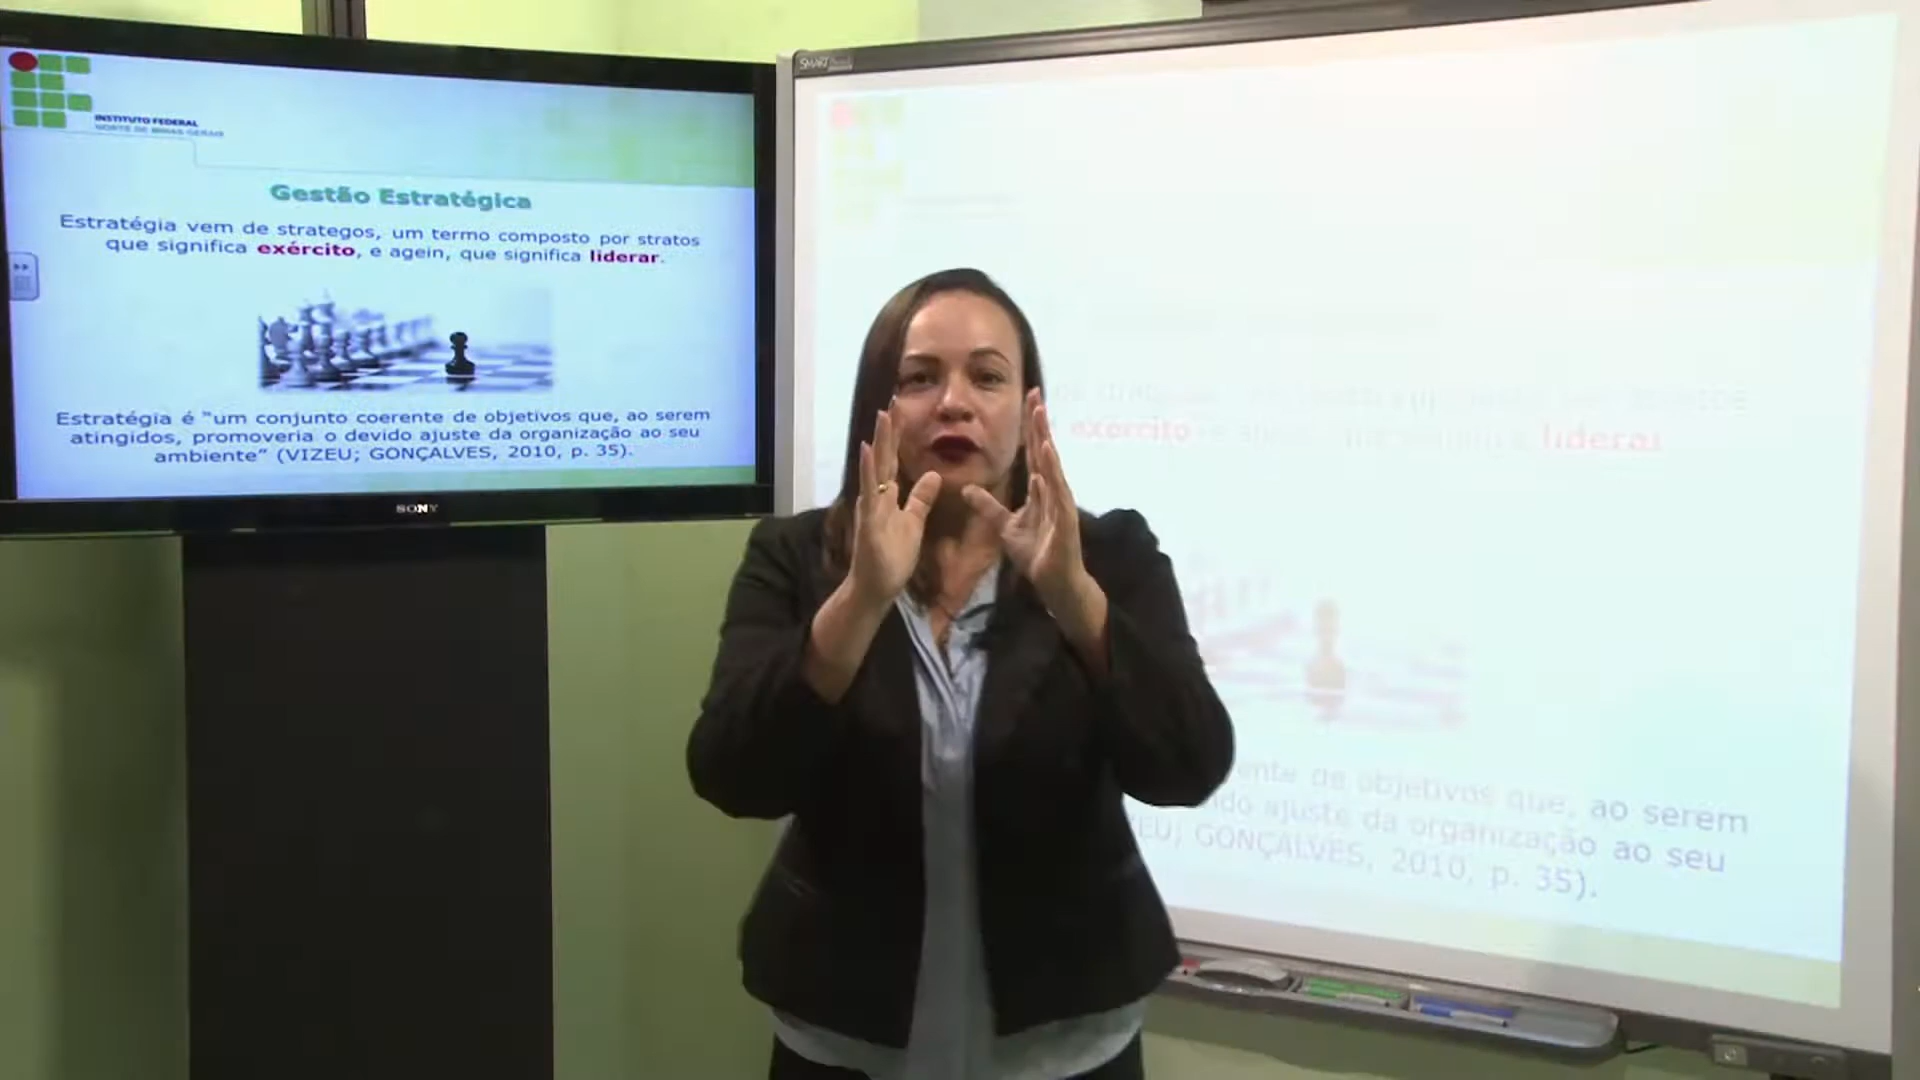 INSTITUTO FEDERAL
NORTE DE MINAS GERAIS
Gestão Estratégica
Estratégia vem de strategos, um termo composto por stratos
que significa exército, e agein, que significa liderar.
Estratégia é “um conjunto coerente de objetivos que, ao serem
atingidos, promoveria o devido ajuste da organização ao seu
ambiente” (VIZEU; GONÇALVES, 2010, p. 35).
SONY
SMART
exército
liderar
de objetivos que, ao serem
ajuste da organização ao seu
GONÇALVES, 2010, p. 35).